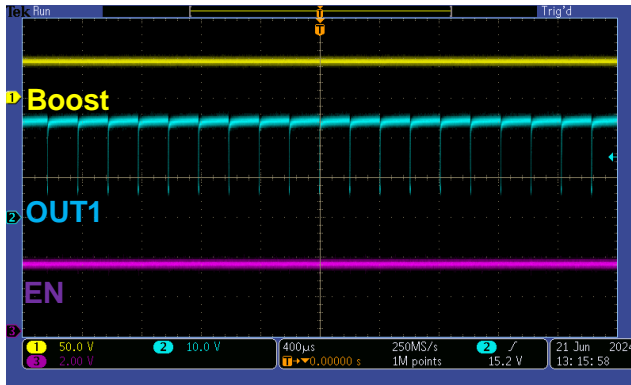 Tek Run Trig'd
T
T
1
Boost
2
OUT1
EN
3
1 50.0 V 2 10.0 V 400µs 250MS/s 2 ∫ 21 Jun 2024
3 2.00 V T→▼0.00000 s 1M points 15.2 V 13:15:58